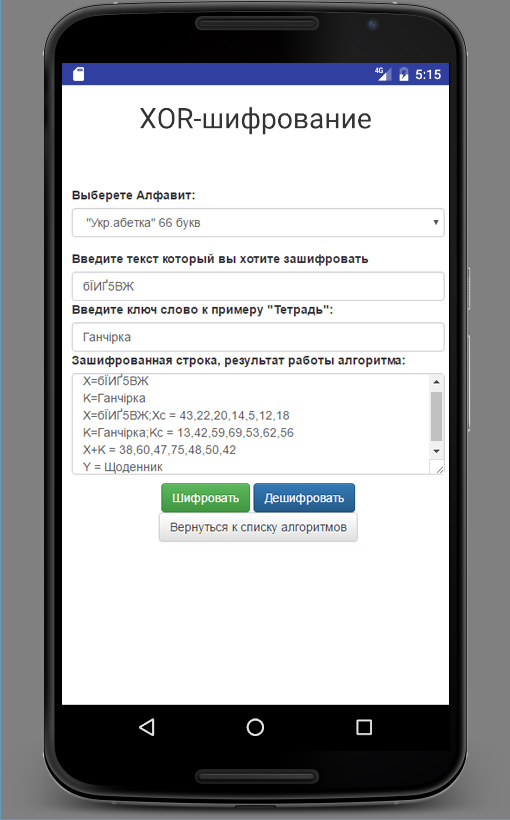 4G 5:15
XOR-шифрование
Выберете Алфавит:
"Укр.абетка" 66 букв
Введите текст который вы хотите зашифровать
бЇИҐ5ВЖ
Введите ключ слово к примеру "Тетрадь":
Ганчірка
Зашифрованная строка, результат работы алгоритма:
X=бЇИҐ5ВЖ
K=Ганчірка
X=бЇИҐ5ВЖ;Xc = 43,22,20,14,5,12,18
K=Ганчірка;Kc = 13,42,59,69,53,62,56
X+K = 38,60,47,75,48,50,42
Y = Щоденник
Шифровать Дешифровать
Вернуться к списку алгоритмов